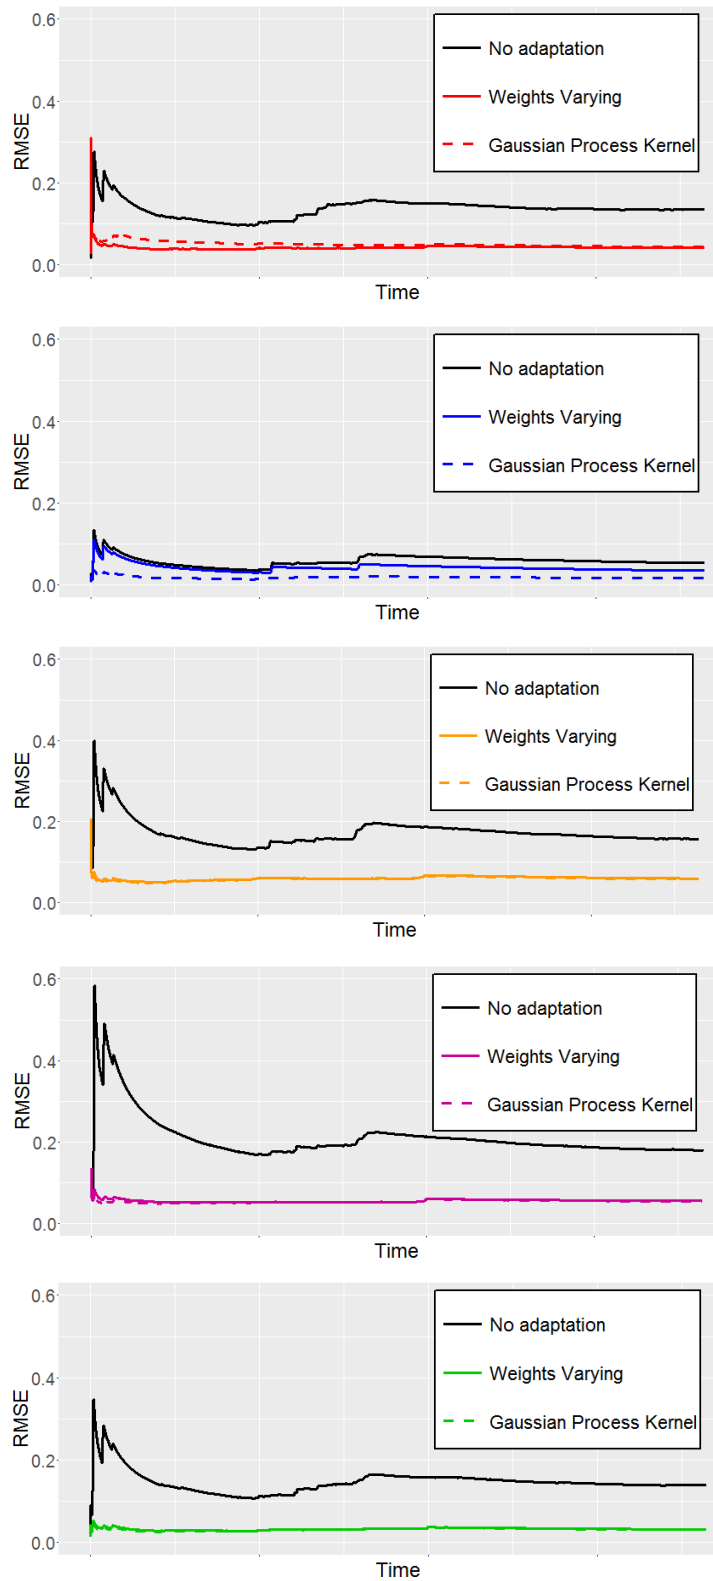 0.6
No adaptation
0.4
Weights Varying
RMSE
Gaussian Process Kernel
0.2
0.0
Time
0.6
No adaptation
0.4
Weights Varying
RMSE
Gaussian Process Kernel
0.2
0.0
Time
0.6
No adaptation
0.4
Weights Varying
RMSE
Gaussian Process Kernel
0.2
0.0
Time
0.6
No adaptation
0.4
Weights Varying
RMSE
Gaussian Process Kernel
0.2
0.0
Time
0.6
No adaptation
0.4
Weights Varying
RMSE
Gaussian Process Kernel
0.2
0.0
Time